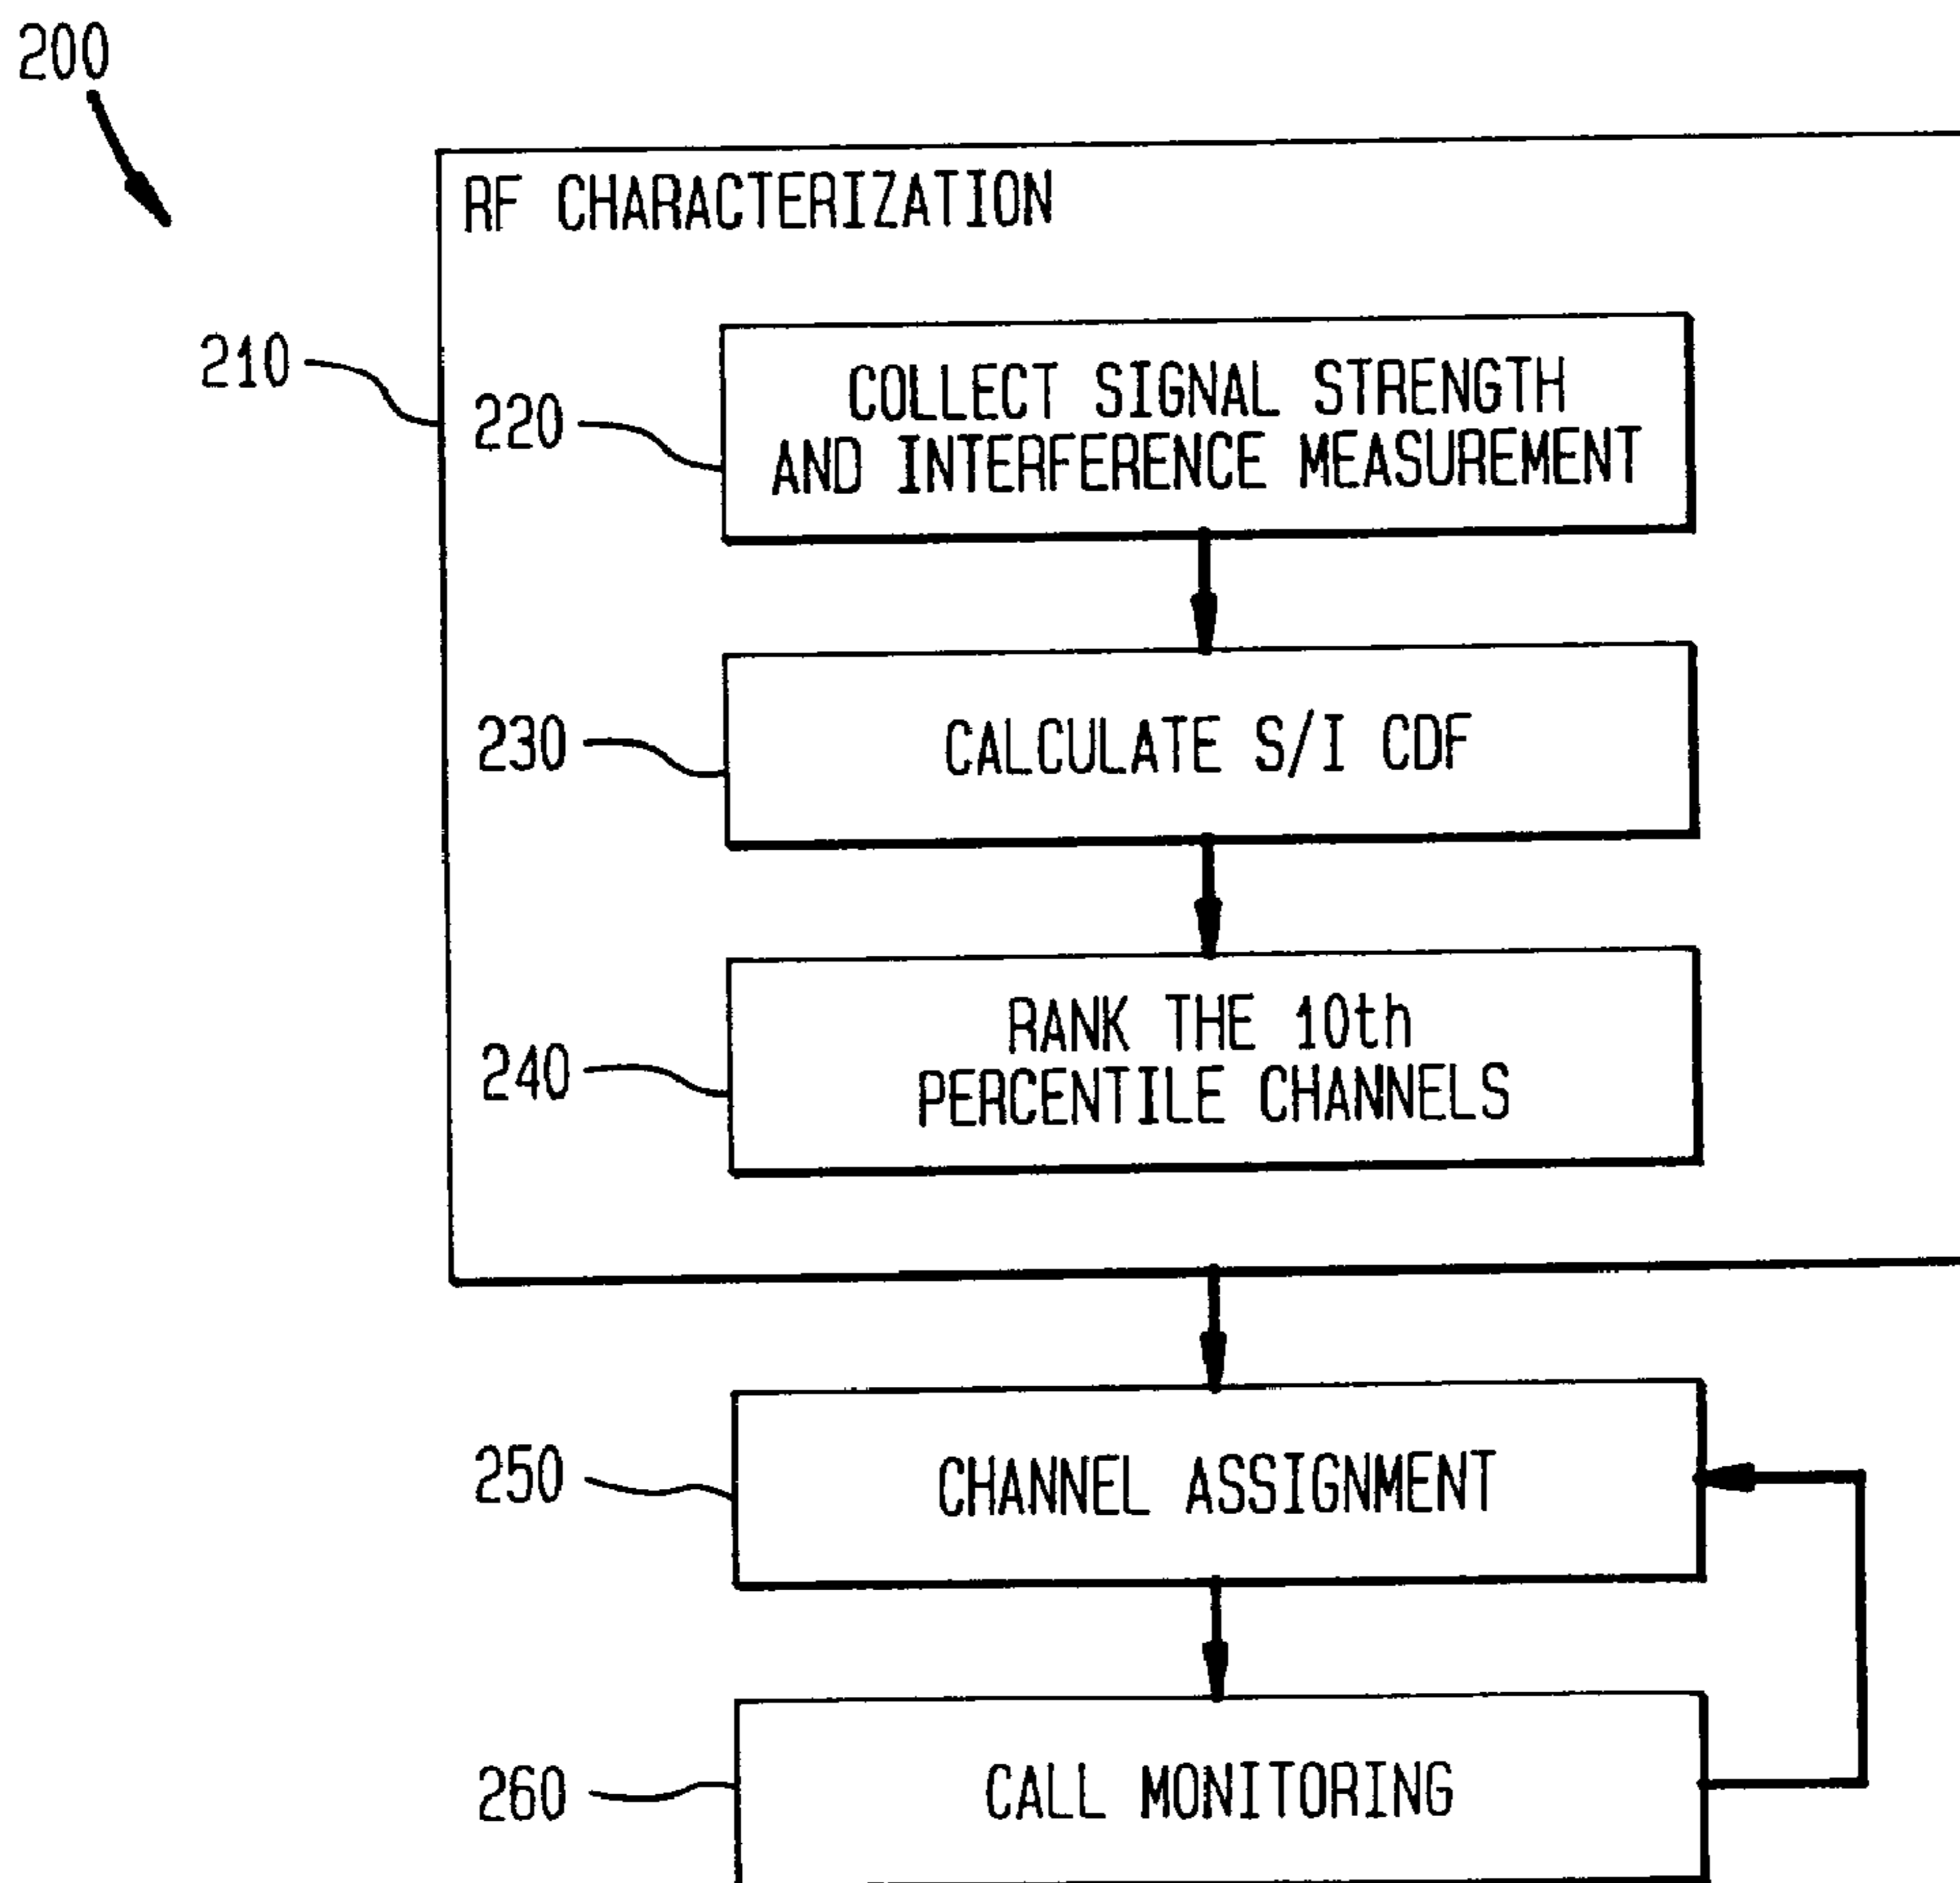 200
RF CHARACTERIZATION
210
220
COLLECT SIGNAL STRENGTH
AND INTERFERENCE MEASUREMENT
230
CALCULATE S/I CDF
240
RANK THE 10th
PERCENTILE CHANNELS
250
CHANNEL ASSIGNMENT
260
CALL MONITORING